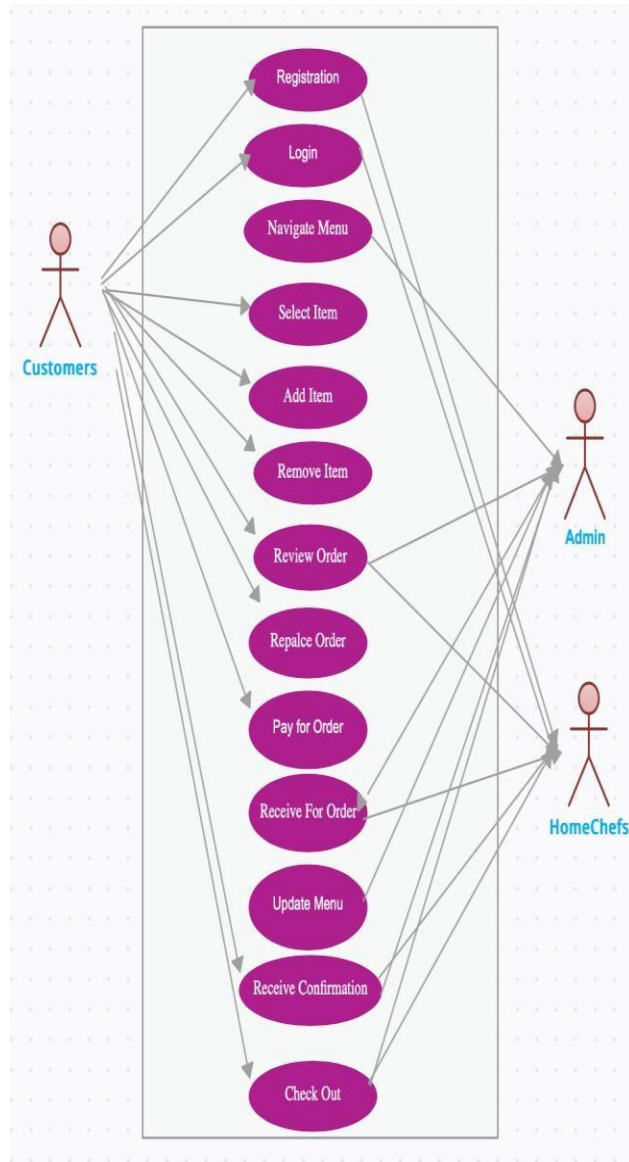 Registration
Login
Navigate Menu
Select Item
Customers
Add Item
Remove Item
Admin
Review Order
Repalce Order
Pay for Order
Receive For Order
HomeChefs
Update Menu
Receive Confirmation
Check Out